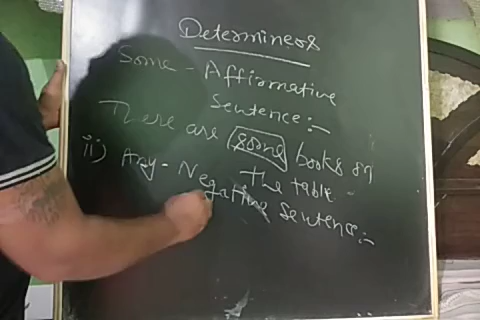 Determiners
Some - Affirmative
Sentence:-
There are some books on
the table -
ii) Any - Negative Sentence:-